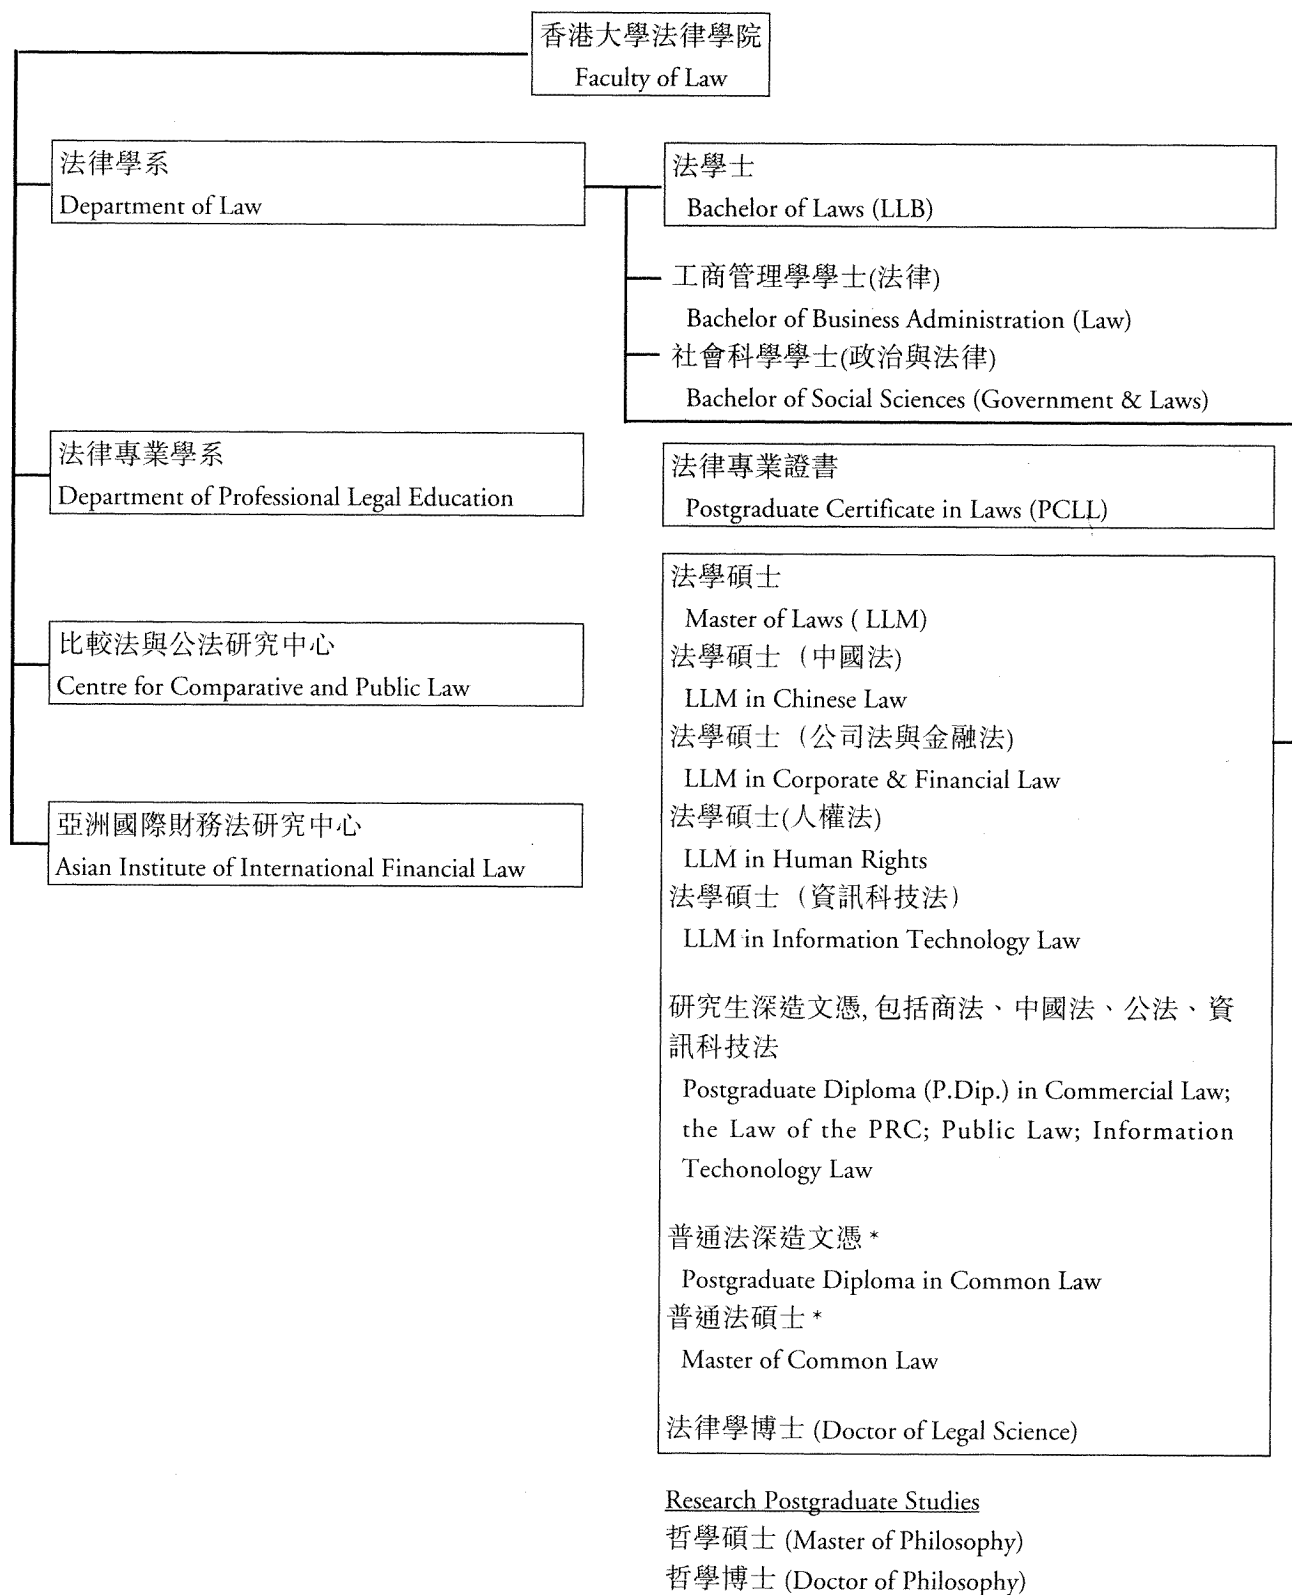 香港大學法律學院
Faculty of Law
法律學系
Department of Law
法學士
Bachelor of Laws (LLB)
工商管理學學士(法律)
Bachelor of Business Administration (Law)
社會科學學士(政治與法律)
Bachelor of Social Sciences (Government & Laws)
法律專業學系
Department of Professional Legal Education
法律專業證書
Postgraduate Certificate in Laws (PCLL)
比較法與公法研究中心
Centre for Comparative and Public Law
亞洲國際財務法研究中心
Asian Institute of International Financial Law
法學碩士
Master of Laws ( LLM)
法學碩士（中國法)
LLM in Chinese Law
法學碩士（公司法與金融法)
LLM in Corporate & Financial Law
法學碩士(人權法)
LLM in Human Rights
法學碩士（資訊科技法）
LLM in Information Technology Law
研究生深造文憑, 包括商法、中國法、公法、資
訊科技法
Postgraduate Diploma (P.Dip.) in Commercial Law;
the Law of the PRC; Public Law; Information
Techonology Law
普通法深造文憑 *
Postgraduate Diploma in Common Law
普通法碩士 *
Master of Common Law
法律學博士 (Doctor of Legal Science)
Research Postgraduate Studies
哲學碩士 (Master of Philosophy)
哲學博士 (Doctor of Philosophy)